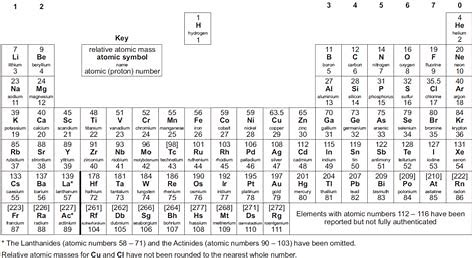 1 2 3 4 5 6 7 0
1
H
hydrogen
1
4
He
helium
2
Key
relative atomic mass
atomic symbol
name
atomic (proton) number
7 9 11 12 14 16 19 20
Li Be B C N O F Ne
lithium beryllium boron carbon nitrogen oxygen fluorine neon
3 4 5 6 7 8 9 10
23 24 27 28 31 32 35.5 40
Na Mg Al Si P S Cl Ar
sodium magnesium aluminium silicon phosphorus sulfur chlorine argon
11 12 13 14 15 16 17 18
39 40 45 48 51 52 55 56 59 59 63.5 65 70 73 75 79 80 84
K Ca Sc Ti V Cr Mn Fe Co Ni Cu Zn Ga Ge As Se Br Kr
potassium calcium scandium titanium vanadium chromium manganese iron cobalt nickel copper zinc gallium germanium arsenic selenium bromine krypton
19 20 21 22 23 24 25 26 27 28 29 30 31 32 33 34 35 36
85 88 89 91 93 96 [98] 101 103 106 108 112 115 119 122 128 127 131
Rb Sr Y Zr Nb Mo Tc Ru Rh Pd Ag Cd In Sn Sb Te I Xe
rubidium strontium yttrium zirconium niobium molybdenum technetium ruthenium rhodium palladium silver cadmium indium tin antimony tellurium iodine xenon
37 38 39 40 41 42 43 44 45 46 47 48 49 50 51 52 53 54
133 137 139 178 181 184 186 190 192 195 197 201 204 207 209 [209] [210] [222]
Cs Ba La* Hf Ta W Re Os Ir Pt Au Hg Tl Pb Bi Po At Rn
caesium barium lanthanum hafnium tantalum tungsten rhenium osmium iridium platinum gold mercury thallium lead bismuth polonium astatine radon
55 56 57 72 73 74 75 76 77 78 79 80 81 82 83 84 85 86
[223] [226] [227] [261] [262] [266] [264] [277] [268] [271] [272]
Fr Ra Ac* Rf Db Sg Bh Hs Mt Ds Rg
francium radium actinium rutherfordium dubnium seaborgium bohrium hassium meitnerium darmstadtium roentgenium
87 88 89 104 105 106 107 108 109 110 111
Elements with atomic numbers 112 – 116 have been
reported but not fully authenticated
* The Lanthanides (atomic numbers 58 – 71) and the Actinides (atomic numbers 90 – 103) have been omitted.
Relative atomic masses for Cu and Cl have not been rounded to the nearest whole number.